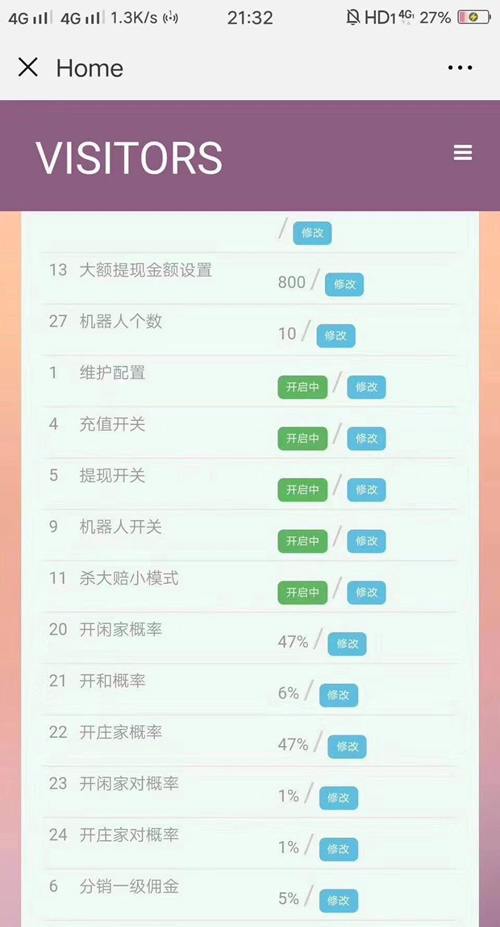 4G 4G 1.3K/s 21:32 HD1 4G 27%
Home
VISITORS
/ 修改
13 大额提现金额设置 800 / 修改
27 机器人个数 10 / 修改
1 维护配置 开启中 / 修改
4 充值开关 开启中 / 修改
5 提现开关 开启中 / 修改
9 机器人开关 开启中 / 修改
11 杀大赔小模式 开启中 / 修改
20 开闲家概率 47% / 修改
21 开和概率 6% / 修改
22 开庄家概率 47% / 修改
23 开闲家对概率 1% / 修改
24 开庄家对概率 1% / 修改
6 分销一级佣金 5% / 修改